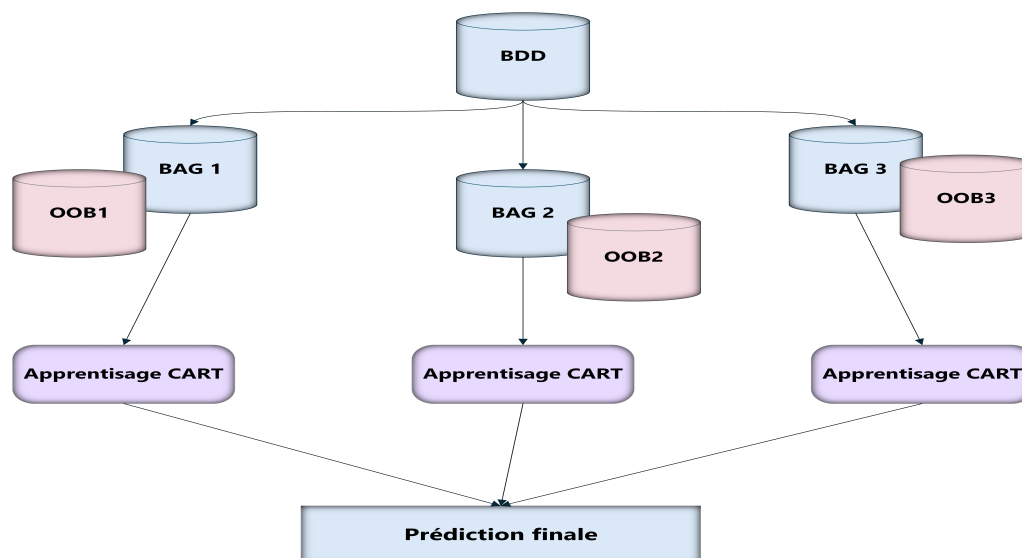 BDD
BAG 1
OOB1
BAG 2
OOB2
BAG 3
OOB3
Apprentisage CART
Apprentisage CART
Apprentisage CART
Prédiction finale